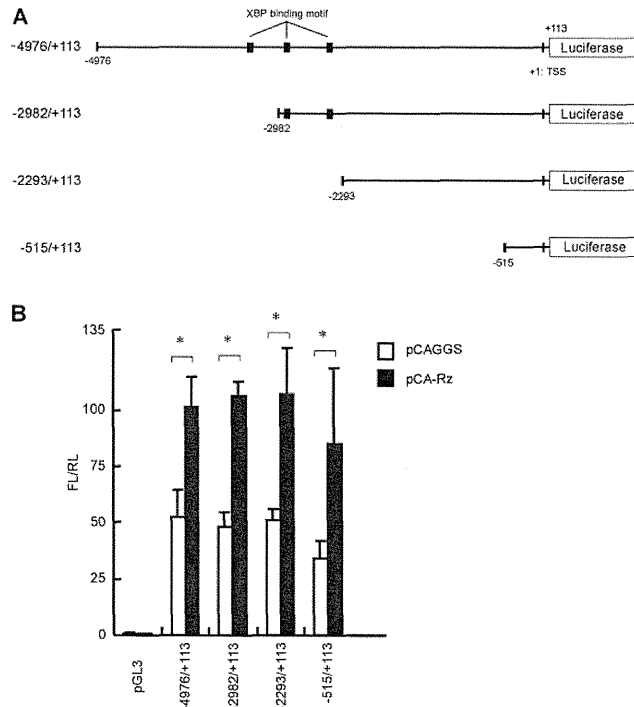 A
XBP binding motif
+113
-4976/+113
Luciferase
-4976
+1: TSS
-2982/+113
Luciferase
-2982
-2293/+113
Luciferase
-2293
-515/+113
Luciferase
-515
B
135
100
75
50
25
0
FL/RL
* * * *
pCAGGS
pCA-Rz
pGL3
4976/+113
2982/+113
2293/+113
-515/+113